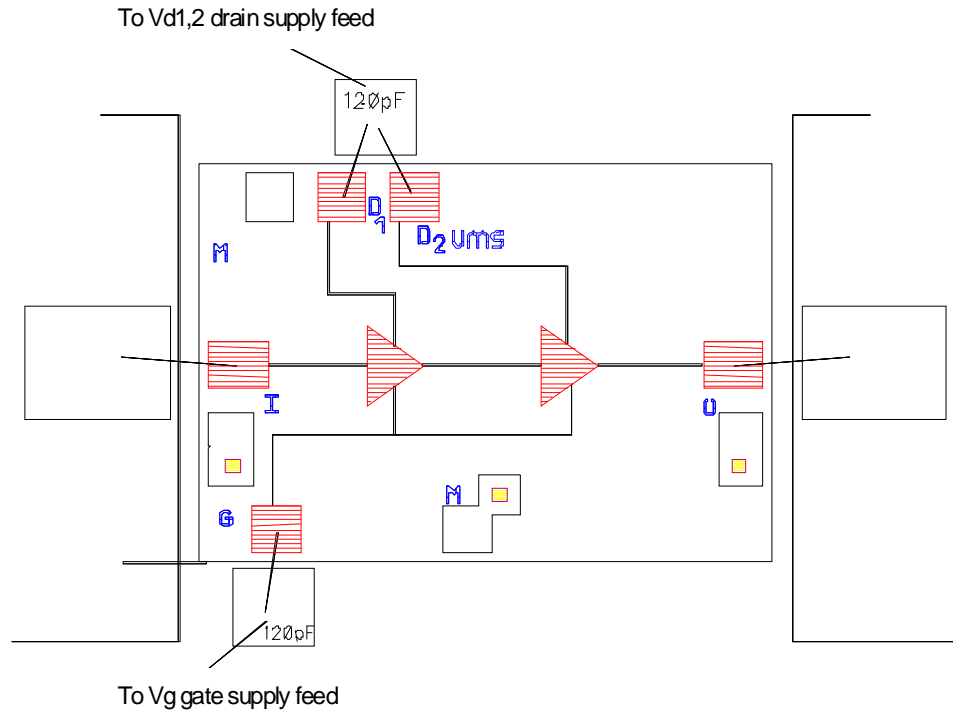 To Vd1,2 drain supply feed
120pF
D1
D2 ums
M
I
U
M
G
120pF
To Vg gate supply feed